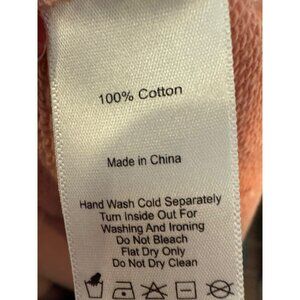 100% Cotton
Made in China
Hand Wash Cold Separately
Turn Inside Out For
Washing And Ironing
Do Not Bleach
Flat Dry Only
Do Not Dry Clean